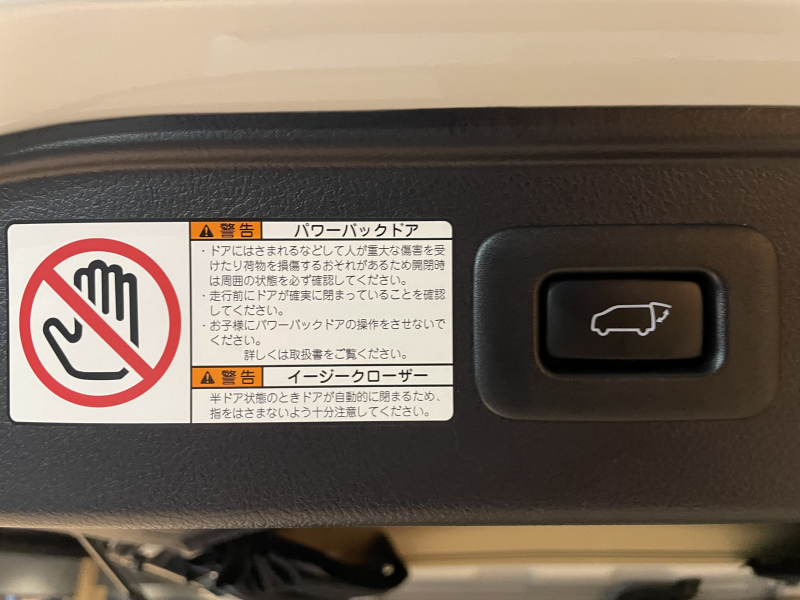 警告 パワーバックドア
・ドアにはさまれるなどして人が重大な傷害を受
けたり荷物を損傷するおそれがあるため開閉時
は周囲の状態を必ず確認してください。
・走行前にドアが確実に閉まっていることを確認
してください。
・お子様にパワーバックドアの操作をさせないで
ください。
詳しくは取扱書をご覧ください。
警告 イージークローザー
半ドア状態のときドアが自動的に閉まるため、
指をはさまないよう十分注意してください。